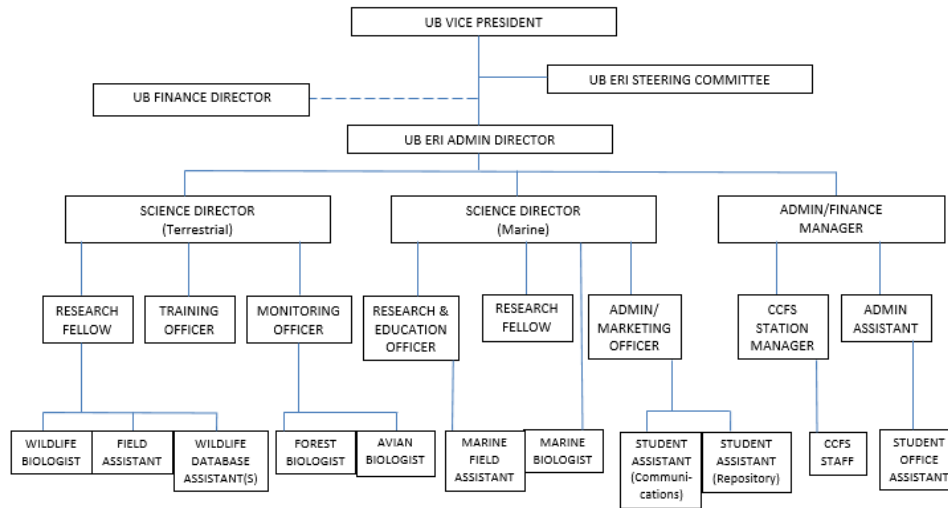 UB VICE PRESIDENT
UB ERI STEERING COMMITTEE
UB FINANCE DIRECTOR
UB ERI ADMIN DIRECTOR
SCIENCE DIRECTOR
(Terrestrial)
SCIENCE DIRECTOR
(Marine)
ADMIN/FINANCE
MANAGER
RESEARCH
FELLOW
TRAINING
OFFICER
MONITORING
OFFICER
RESEARCH &
EDUCATION
OFFICER
RESEARCH
FELLOW
ADMIN/
MARKETING
OFFICER
CCFS
STATION
MANAGER
ADMIN
ASSISTANT
WILDLIFE
BIOLOGIST
FIELD
ASSISTANT
WILDLIFE
DATABASE
ASSISTANT(S)
FOREST
BIOLOGIST
AVIAN
BIOLOGIST
MARINE
FIELD
ASSISTANT
MARINE
BIOLOGIST
STUDENT
ASSISTANT
(Communi-
cations)
STUDENT
ASSISTANT
(Repository)
CCFS
STAFF
STUDENT
OFFICE
ASSISTANT